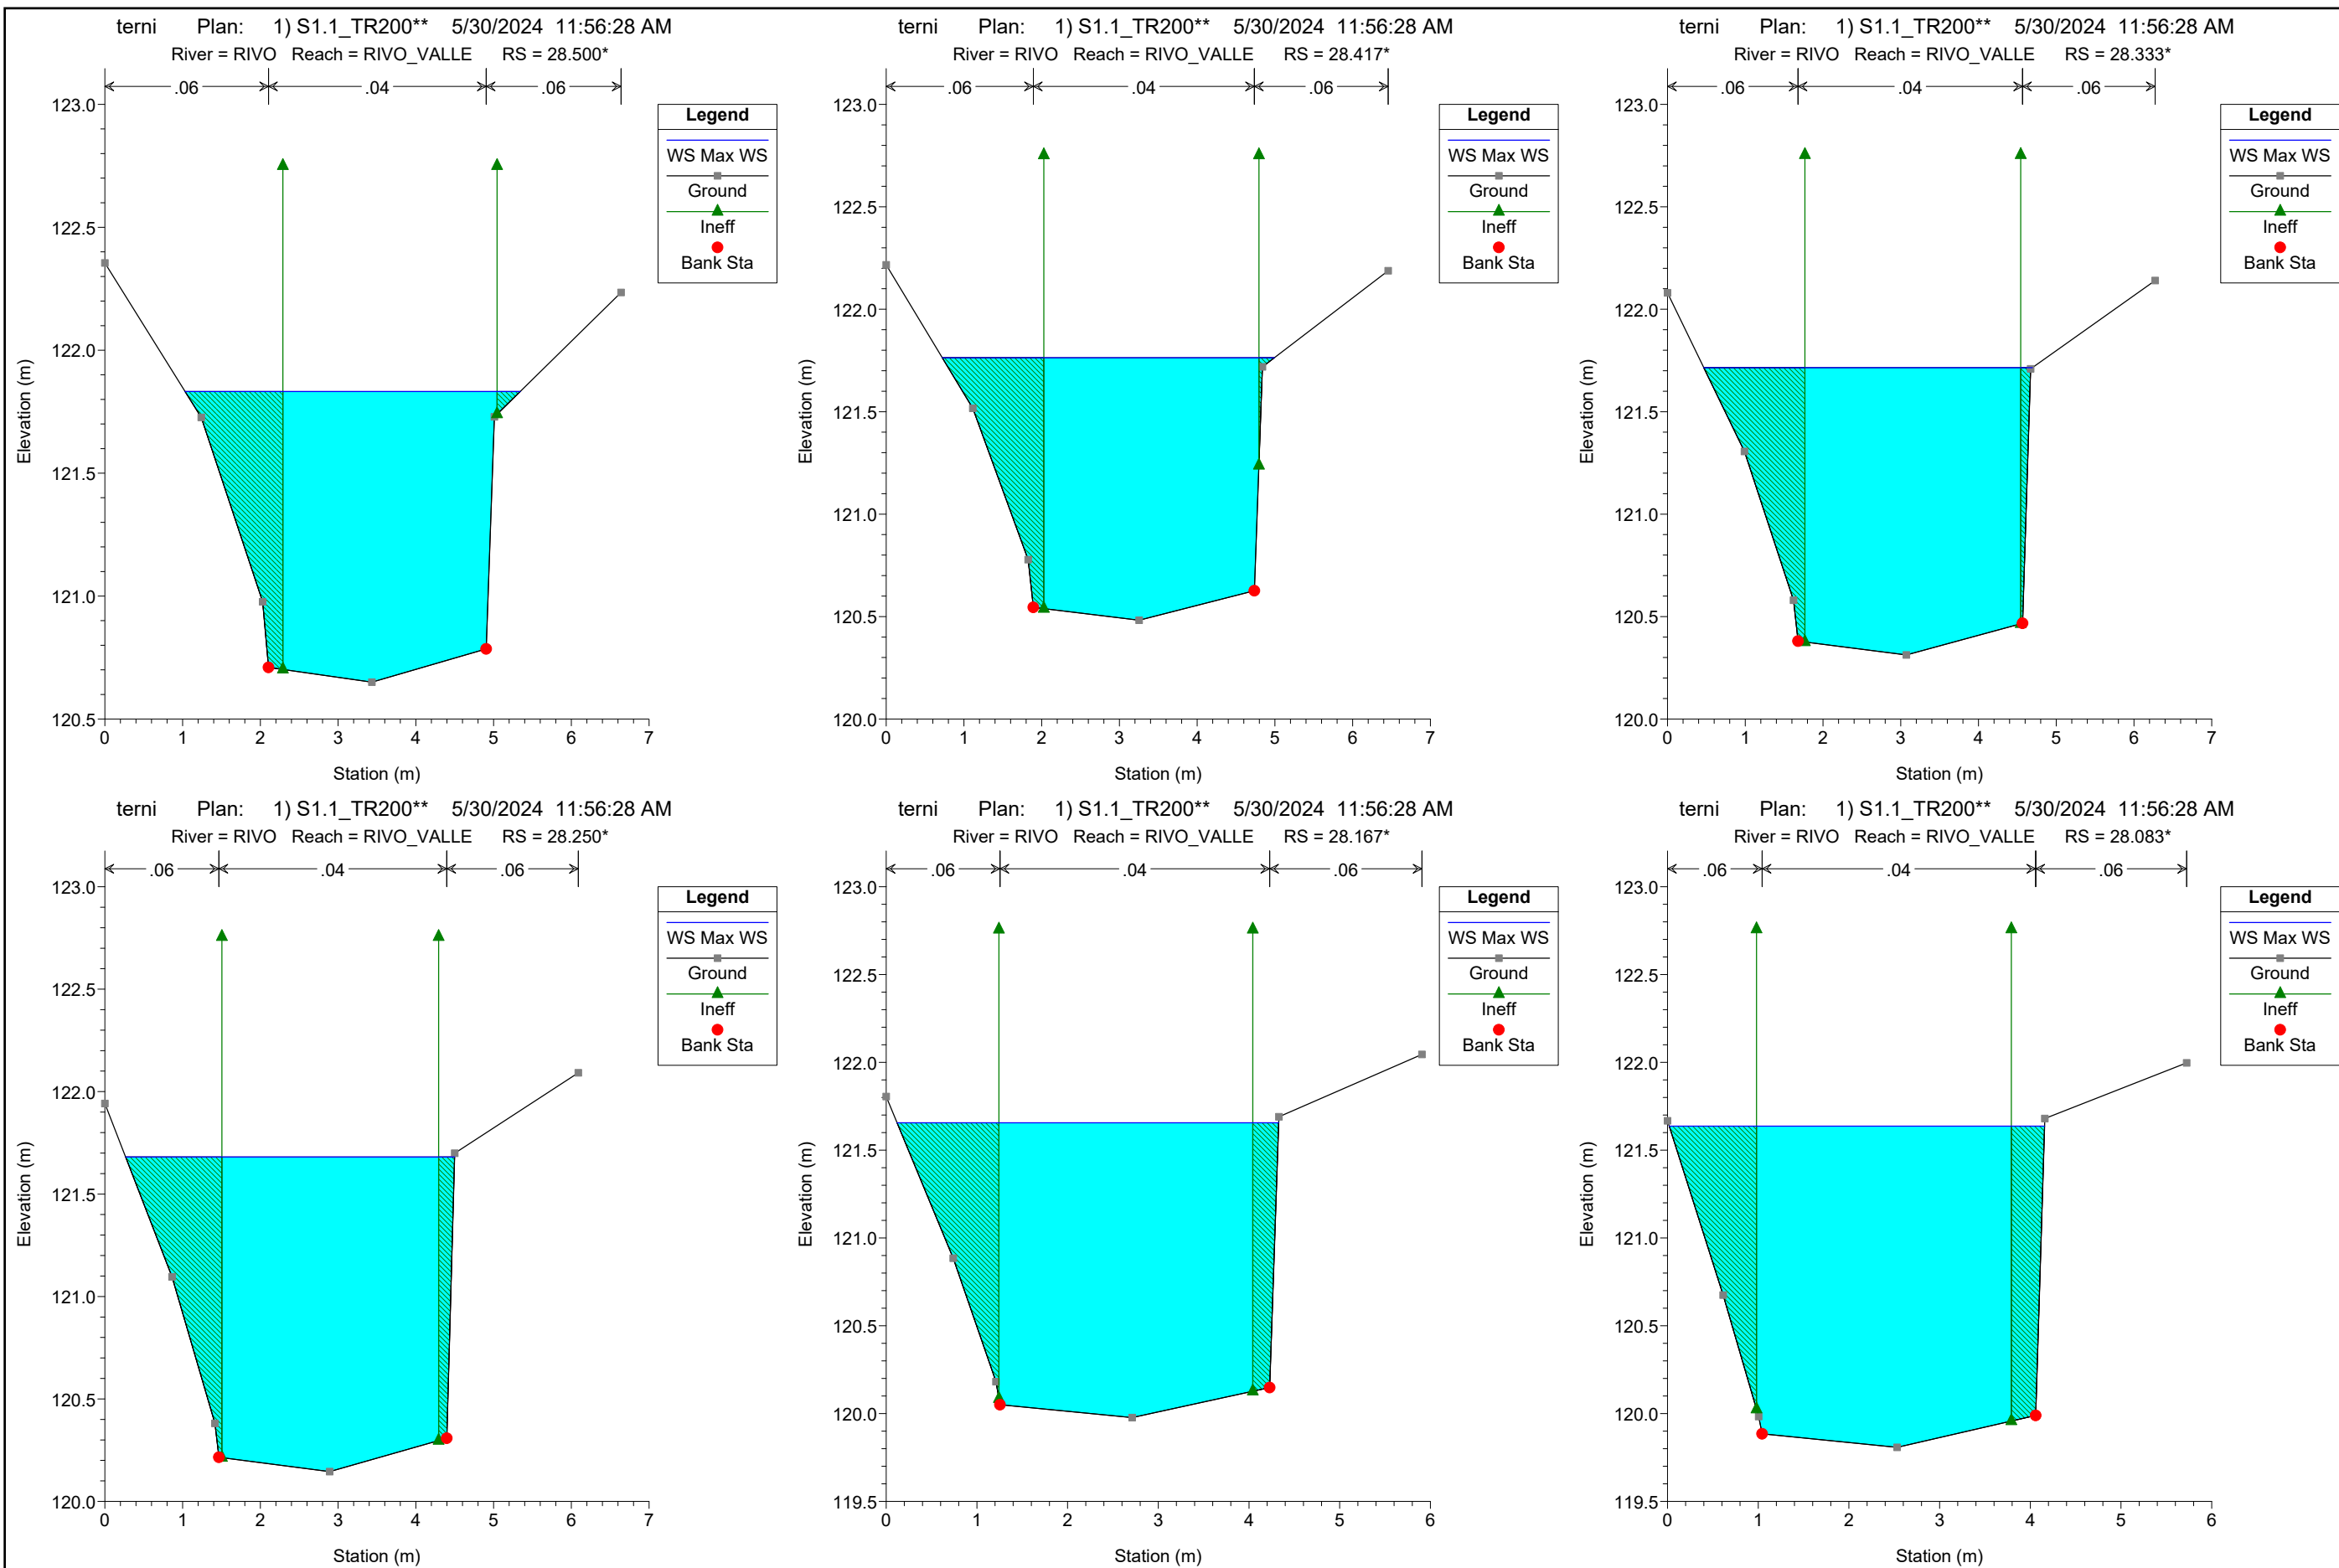 terni Plan: 1) S1.1_TR200** 5/30/2024 11:56:28 AM
River = RIVO Reach = RIVO_VALLE RS = 28.500*
.06 .04 .06
123.0
122.5
122.0
121.5
121.0
120.5
Elevation (m)
0 1 2 3 4 5 6 7
Station (m)
Legend
WS Max WS
Ground
Ineff
Bank Sta
terni Plan: 1) S1.1_TR200** 5/30/2024 11:56:28 AM
River = RIVO Reach = RIVO_VALLE RS = 28.417*
.06 .04 .06
123.0
122.5
122.0
121.5
121.0
120.5
120.0
Elevation (m)
0 1 2 3 4 5 6 7
Station (m)
Legend
WS Max WS
Ground
Ineff
Bank Sta
terni Plan: 1) S1.1_TR200** 5/30/2024 11:56:28 AM
River = RIVO Reach = RIVO_VALLE RS = 28.333*
.06 .04 .06
123.0
122.5
122.0
121.5
121.0
120.5
120.0
Elevation (m)
0 1 2 3 4 5 6 7
Station (m)
Legend
WS Max WS
Ground
Ineff
Bank Sta
terni Plan: 1) S1.1_TR200** 5/30/2024 11:56:28 AM
River = RIVO Reach = RIVO_VALLE RS = 28.250*
.06 .04 .06
123.0
122.5
122.0
121.5
121.0
120.5
120.0
Elevation (m)
0 1 2 3 4 5 6 7
Station (m)
Legend
WS Max WS
Ground
Ineff
Bank Sta
terni Plan: 1) S1.1_TR200** 5/30/2024 11:56:28 AM
River = RIVO Reach = RIVO_VALLE RS = 28.167*
.06 .04 .06
123.0
122.5
122.0
121.5
121.0
120.5
120.0
119.5
Elevation (m)
0 1 2 3 4 5 6
Station (m)
Legend
WS Max WS
Ground
Ineff
Bank Sta
terni Plan: 1) S1.1_TR200** 5/30/2024 11:56:28 AM
River = RIVO Reach = RIVO_VALLE RS = 28.083*
.06 .04 .06
123.0
122.5
122.0
121.5
121.0
120.5
120.0
119.5
Elevation (m)
0 1 2 3 4 5 6
Station (m)
Legend
WS Max WS
Ground
Ineff
Bank Sta